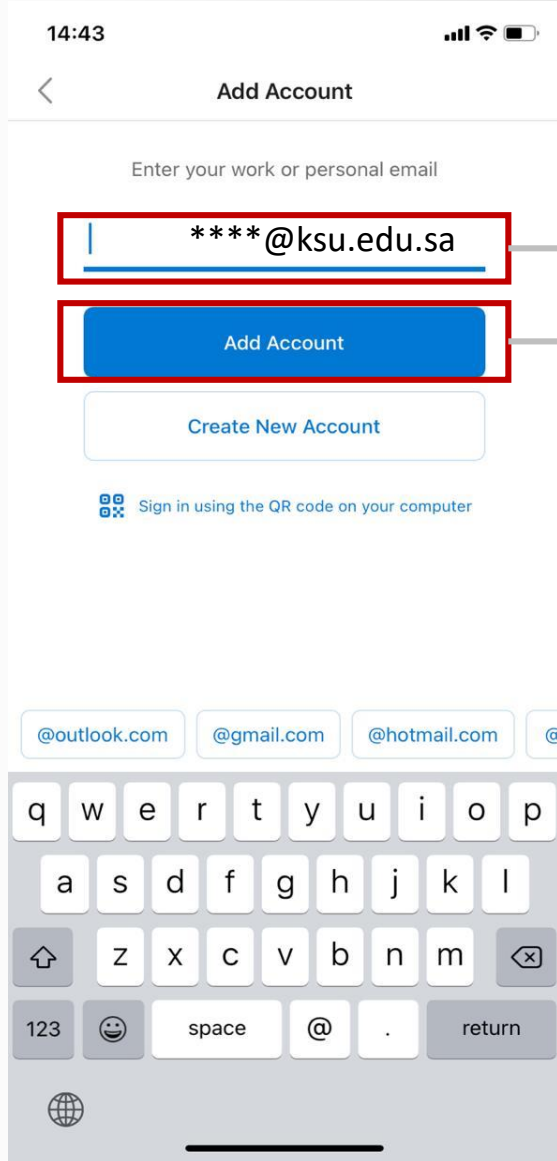 14:43
Add Account
Enter your work or personal email
****@ksu.edu.sa
Add Account
Create New Account
Sign in using the QR code on your computer
@outlook.com @gmail.com @hotmail.com @
q w e r t y u i o p
a s d f g h j k l
z x c v b n m
123 space @ . return